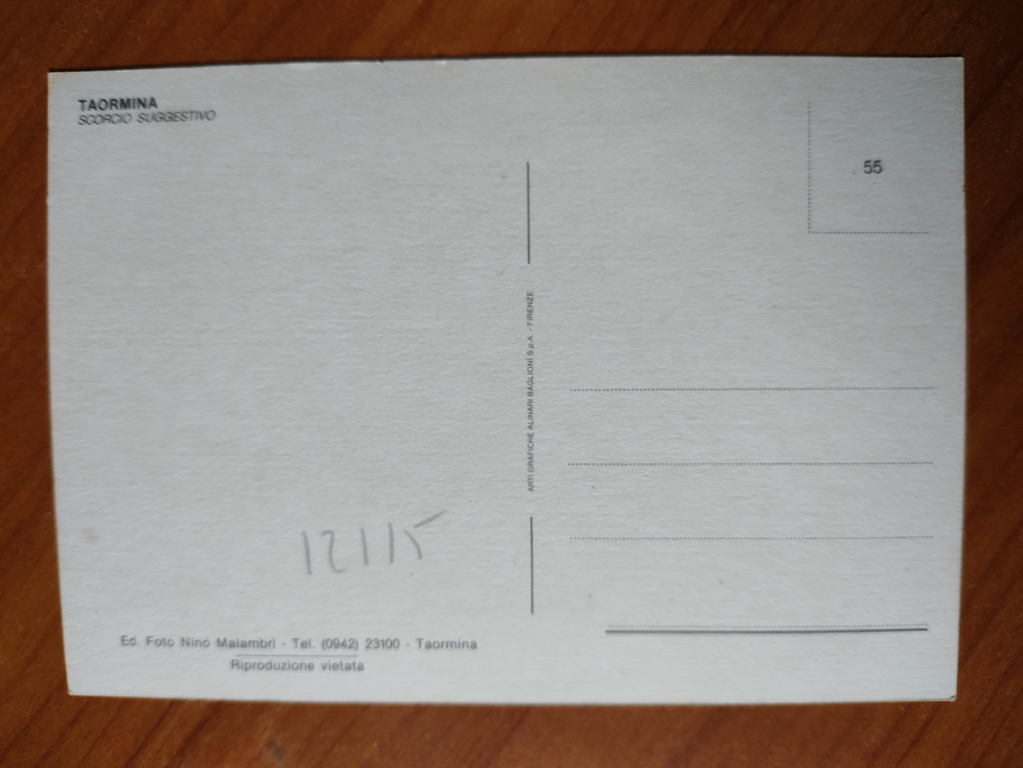 TAORMINA
SCORCIO SUGGESTIVO
55
ARTI GRAFICHE ALINARI BAGLIONI S.p.A. - FIRENZE
12115
Ed. Foto Nino Malambrì - Tel. (0942) 23100 - Taormina
Riproduzione vietata